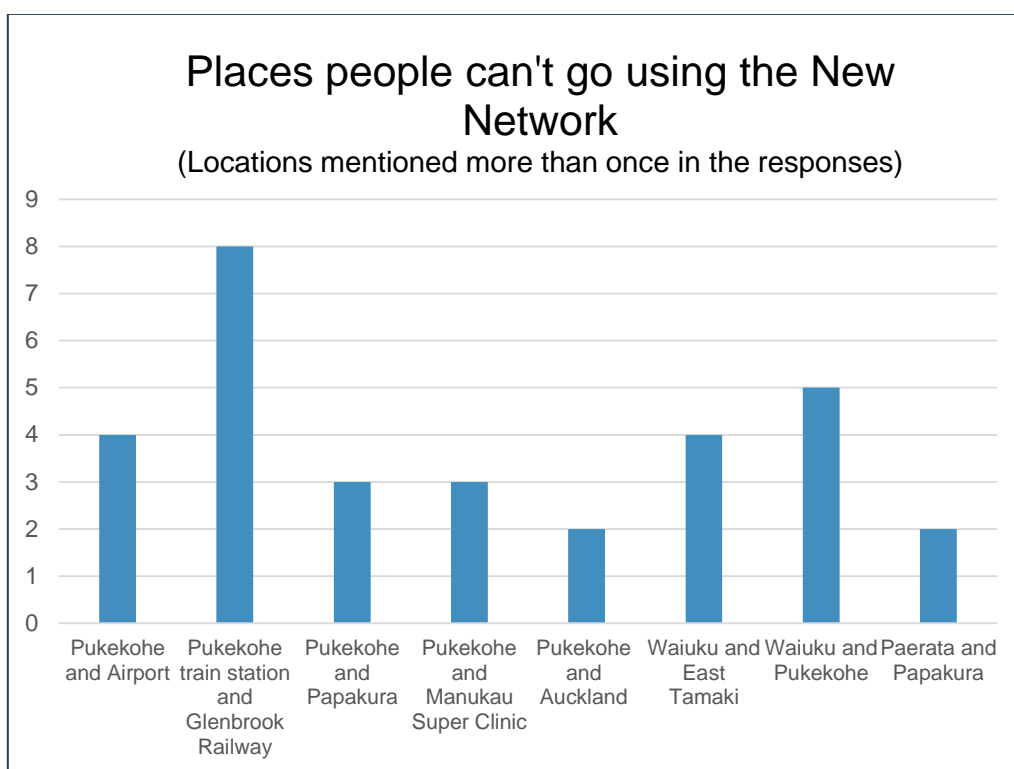 Places people can't go using the New
Network
(Locations mentioned more than once in the responses)
9
8
7
6
5
4
3
2
1
0
Pukekohe
and Airport
Pukekohe
train station
and
Glenbrook
Railway
Pukekohe
and
Papakura
Pukekohe
and
Manukau
Super Clinic
Pukekohe
and
Auckland
Waiuku and
East
Tamaki
Waiuku and
Pukekohe
Paerata and
Papakura